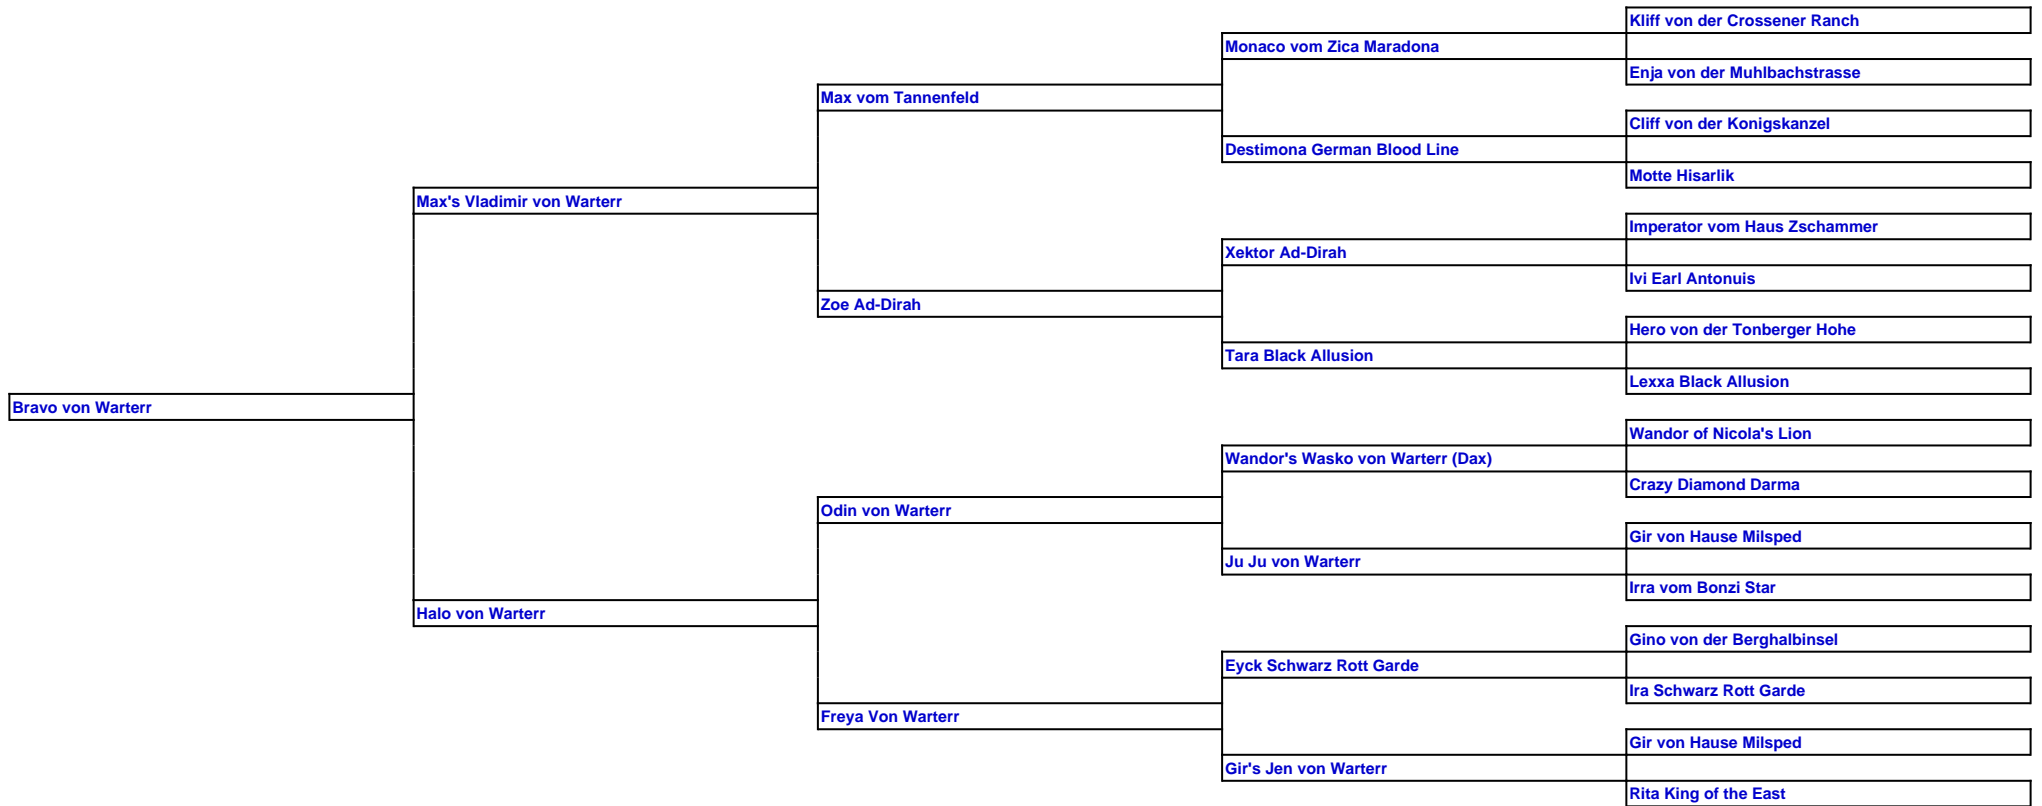 Kliff von der Crossener Ranch
Monaco vom Zica Maradona
Enja von der Muhlbachstrasse
Max vom Tannenfeld
Cliff von der Konigskanzel
Destimona German Blood Line
Motte Hisarlik
Max's Vladimir von Warterr
Imperator vom Haus Zschammer
Xektor Ad-Dirah
Ivi Earl Antonuis
Zoe Ad-Dirah
Hero von der Tonberger Hohe
Tara Black Allusion
Lexxa Black Allusion
Bravo von Warterr
Wandor of Nicola's Lion
Wandor's Wasko von Warterr (Dax)
Crazy Diamond Darma
Odin von Warterr
Gir von Hause Milsped
Ju Ju von Warterr
Irra vom Bonzi Star
Halo von Warterr
Gino von der Berghalbinsel
Eyck Schwarz Rott Garde
Ira Schwarz Rott Garde
Freya Von Warterr
Gir von Hause Milsped
Gir's Jen von Warterr
Rita King of the East